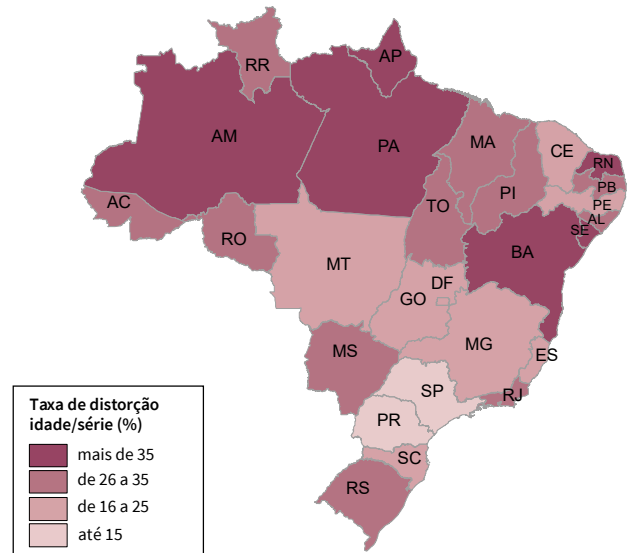 AP
RR
AM
PA
MA
CE
RN
PB
PE
AL
SE
PI
TO
AC
RO
BA
MT
DF
GO
MG
ES
MS
SP
RJ
PR
SC
RS
Taxa de distorção
idade/série (%)
mais de 35
de 26 a 35
de 16 a 25
até 15